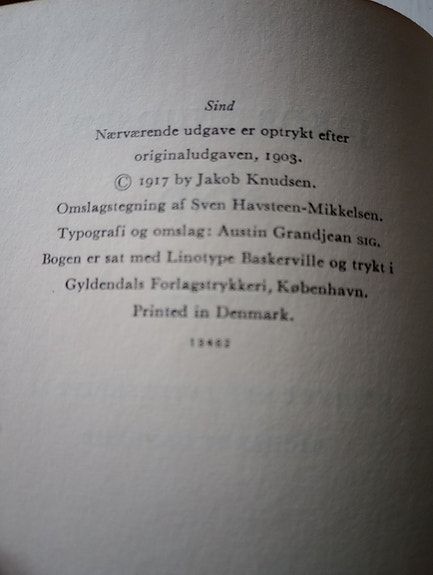 Sind
Nærværende udgave er optrykt efter
originaludgaven, 1903.
© 1917 by Jakob Knudsen.
Omslagstegning af Sven Havsteen-Mikkelsen.
Typografi og omslag: Austin Grandjean SIG.
Bogen er sat med Linotype Baskerville og trykt i
Gyldendals Forlagstrykkeri, København.
Printed in Denmark.